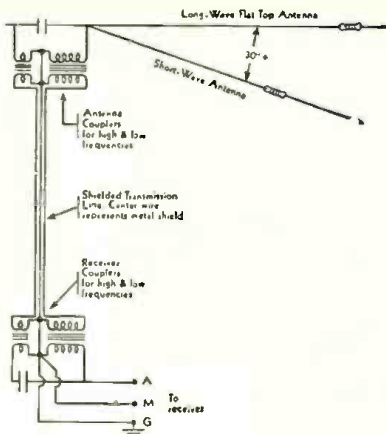 Long-Wave Flat Top Antenna
30°+
Short-Wave Antenna
Antenna
Couplers
for high & low
frequencies
Shielded Transmission
Line. Center wire
represents metal shield
Receiver
Couplers
for high & low
frequencies
A
M
To
receiver
G